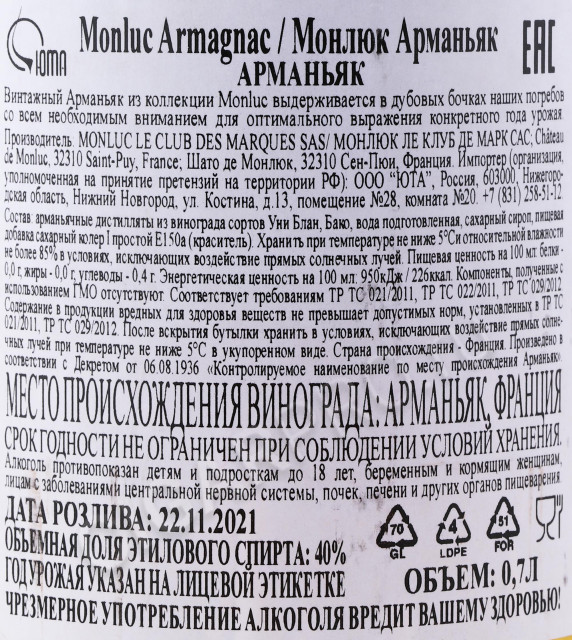 ЮТА
Monluc Armagnac / Монлюк Арманьяк
EAC
АРМАНЬЯК
Винтажный Арманьяк из коллекции Monluc выдерживается в дубовых бочках наших погребов
со всем необходимым вниманием для оптимального выражения конкретного года урожая.
Производитель: MONLUC LE CLUB DES MARQUES SAS/ МОНЛЮК ЛЕ КЛУБ ДЕ МАРК САС, Château
de Monluc, 32310 Saint-Puy, France; Шато де Монлюк, 32310 Сен-Пюи, Франция. Импортер (организация,
уполномоченная на принятие претензий на территории РФ): ООО "ЮТА", Россия, 603000, Нижегоро-
дская область, Нижний Новгород, ул. Костина, д.13, помещение №28, комната №20. +7 (831) 258-51-12
Состав: арманьячные дистилляты из винограда сортов Уни Блан, Бако, вода подготовленная, сахарный сироп, пищевая
добавка сахарный колер I простой Е150а (краситель). Хранить при температуре не ниже 5°С и относительной влажности
не более 85% в условиях, исключающих воздействие прямых солнечных лучей. Пищевая ценность на 100 мл: белки -
0,0 г, жиры - 0,0 г, углеводы - 0,4 г. Энергетическая ценность на 100 мл: 950кДж / 226ккал. Компоненты, полученные с
использованием ГМО отсутствуют. Соответствует требованиям ТР ТС 021/2011, ТР ТС 022/2011, ТР ТС 029/2012.
Содержание в продукции вредных для здоровья веществ не превышает допустимых норм, установленных в ТР ТС
021/2011, ТР ТС 029/2012. После вскрытия бутылки хранить в условиях, исключающих воздействие прямых солне-
чных лучей при температуре не ниже 5°С в укупоренном виде. Страна происхождения - Франция. Произведено в
соответствии с Декретом от 06.08.1936 «Контролируемое наименование по месту происхождения Арманьяк».
МЕСТО ПРОИСХОЖДЕНИЯ ВИНОГРАДА: АРМАНЬЯК, ФРАНЦИЯ
СРОК ГОДНОСТИ НЕ ОГРАНИЧЕН ПРИ СОБЛЮДЕНИИ УСЛОВИЙ ХРАНЕНИЯ.
Алкоголь противопоказан детям и подросткам до 18 лет, беременным и кормящим женщинам,
лицам с заболеваниями центральной нервной системы, почек, печени и других органов пищеварения.
ДАТА РОЗЛИВА: 22.11.2021
ОБЪЕМНАЯ ДОЛЯ ЭТИЛОВОГО СПИРТА: 40%
70 4 51
GL LDPE FOR
ГОД УРОЖАЯ УКАЗАН НА ЛИЦЕВОЙ ЭТИКЕТКЕ
ОБЪЕМ: 0,7Л
ЧРЕЗМЕРНОЕ УПОТРЕБЛЕНИЕ АЛКОГОЛЯ ВРЕДИТ ВАШЕМУ ЗДОРОВЬЮ!